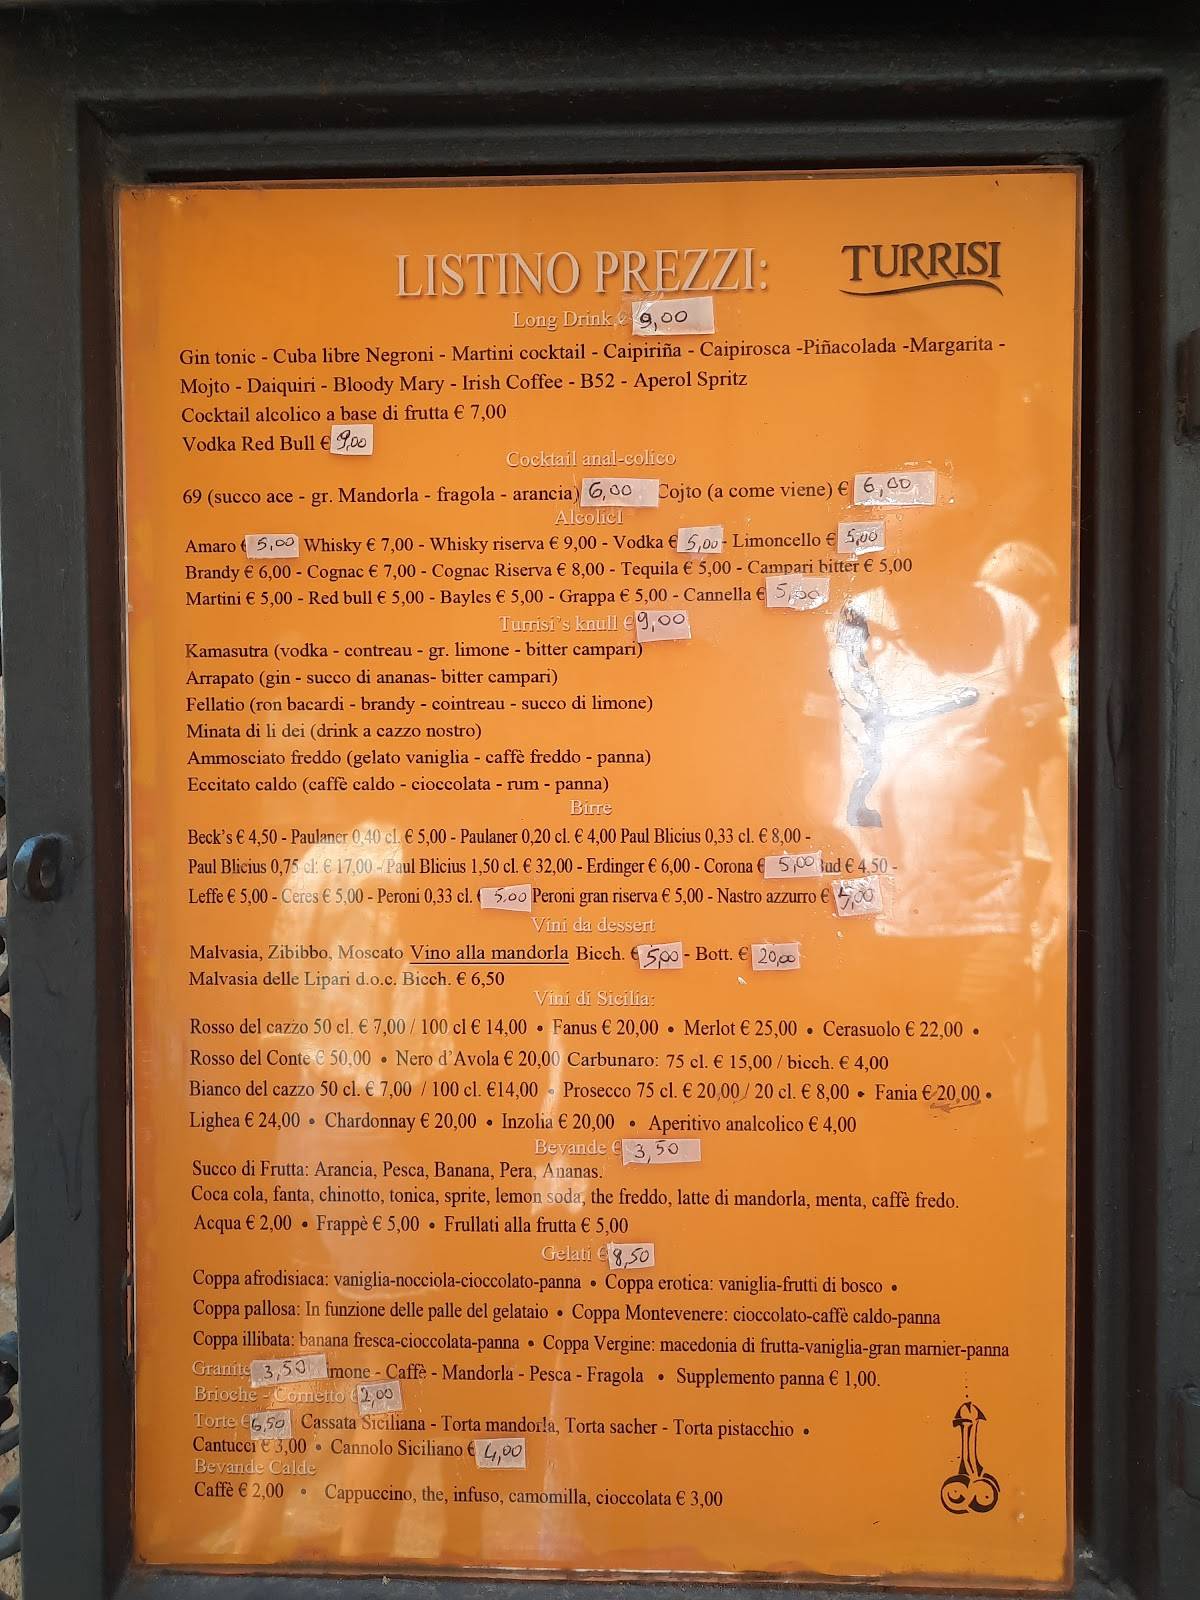 LISTINO PREZZI:
TURRISI
Long Drink € 9,00
Gin tonic - Cuba libre Negroni - Martini cocktail - Caipiriña - Caipirosca -Piñacolada -Margarita -
Mojto - Daiquiri - Bloody Mary - Irish Coffee - B52 - Aperol Spritz
Cocktail alcolico a base di frutta € 7,00
Vodka Red Bull € 9,00
Cocktail anal-colico
69 (succo ace - gr. Mandorla - fragola - arancia) 6,00 Cojto (a come viene) € 6,00
Alcolici
Amaro € 5,00 Whisky € 7,00 - Whisky riserva € 9,00 - Vodka € 5,00 - Limoncello € 5,00
Brandy € 6,00 - Cognac € 7,00 - Cognac Riserva € 8,00 - Tequila € 5,00 - Campari bitter € 5,00
Martini € 5,00 - Red bull € 5,00 - Bayles € 5,00 - Grappa € 5,00 - Cannella € 5,00
Turrisi's knull € 9,00
Kamasutra (vodka - contreau - gr. limone - bitter campari)
Arrapato (gin - succo di ananas- bitter campari)
Fellatio (ron bacardi - brandy - cointreau - succo di limone)
Minata di li dei (drink a cazzo nostro)
Ammosciato freddo (gelato vaniglia - caffè freddo - panna)
Eccitato caldo (caffè caldo - cioccolata - rum - panna)
Birre
Beck's € 4,50 - Paulaner 0,40 cl. € 5,00 - Paulaner 0,20 cl. € 4,00 Paul Blicius 0,33 cl. € 8,00 -
Paul Blicius 0,75 cl. € 17,00 - Paul Blicius 1,50 cl. € 32,00 - Erdinger € 6,00 - Corona € 5,00 Bud € 4,50 -
Leffe € 5,00 - Ceres € 5,00 - Peroni 0,33 cl. € 5,00 Peroni gran riserva € 5,00 - Nastro azzurro € 5,00
Vini da dessert
Malvasia, Zibibbo, Moscato Vino alla mandorla Bicch. € 5,00 - Bott. € 20,00
Malvasia delle Lipari d.o.c. Bicch. € 6,50
Vini di Sicilia:
Rosso del cazzo 50 cl. € 7,00 / 100 cl € 14,00 • Fanus € 20,00 • Merlot € 25,00 • Cerasuolo € 22,00 •
Rosso del Conte € 50,00 • Nero d'Avola € 20,00 Carbunaro: 75 cl. € 15,00 / bicch. € 4,00
Bianco del cazzo 50 cl. € 7,00 / 100 cl. €14,00 • Prosecco 75 cl. € 20,00 / 20 cl. € 8,00 • Fania € 20,00 •
Lighea € 24,00 • Chardonnay € 20,00 • Inzolia € 20,00 • Aperitivo analcolico € 4,00
Bevande € 3,50
Succo di Frutta: Arancia, Pesca, Banana, Pera, Ananas.
Coca cola, fanta, chinotto, tonica, sprite, lemon soda, the freddo, latte di mandorla, menta, caffè fredo.
Acqua € 2,00 • Frappè € 5,00 • Frullati alla frutta € 5,00
Gelati € 8,50
Coppa afrodisiaca: vaniglia-nocciola-cioccolato-panna • Coppa erotica: vaniglia-frutti di bosco •
Coppa pallosa: In funzione delle palle del gelataio • Coppa Montevenere: cioccolato-caffè caldo-panna
Coppa illibata: banana fresca-cioccolata-panna • Coppa Vergine: macedonia di frutta-vaniglia-gran marnier-panna
Granite 3,50 imone - Caffè - Mandorla - Pesca - Fragola • Supplemento panna € 1,00.
Brioche - Cornetto € 2,00
Torte € 6,50 Cassata Siciliana - Torta mandorla, Torta sacher - Torta pistacchio •
Cantucci € 3,00 • Cannolo Siciliano € 4,00
Bevande Calde
Caffè € 2,00 • Cappuccino, the, infuso, camomilla, cioccolata € 3,00